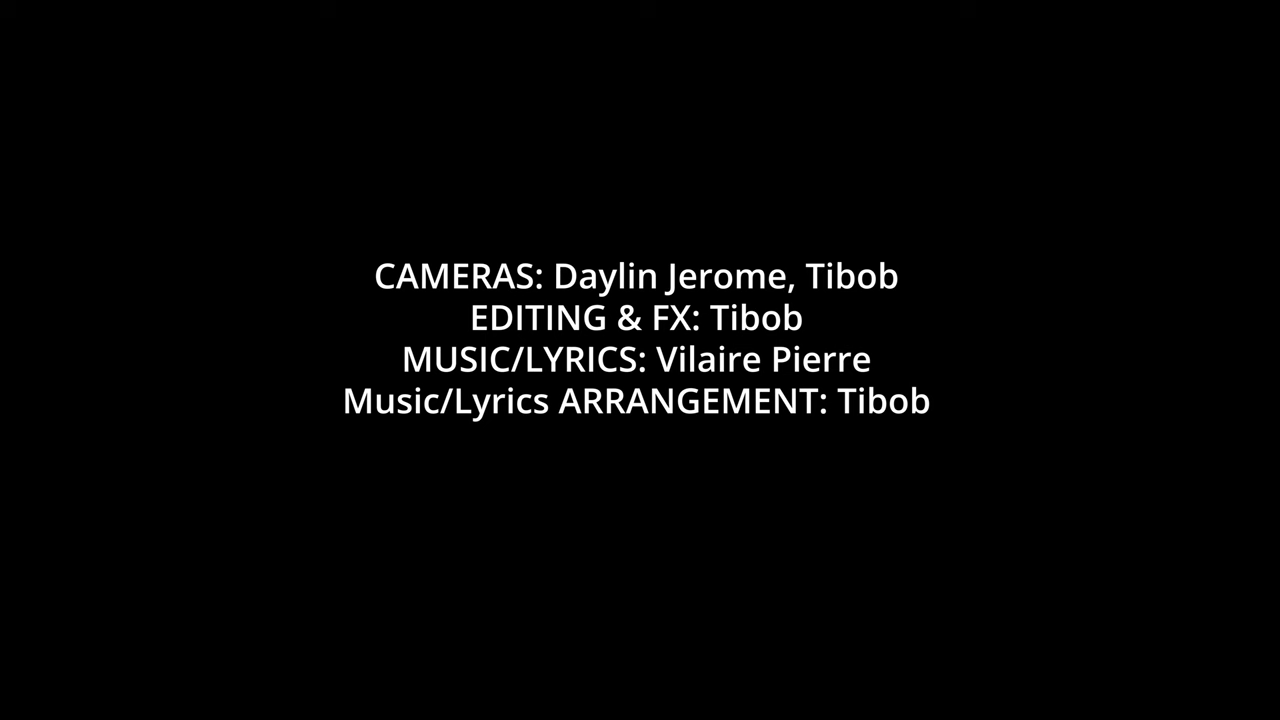 CAMERAS: Daylin Jerome, Tibob
EDITING & FX: Tibob
MUSIC/LYRICS: Vilaire Pierre
Music/Lyrics ARRANGEMENT: Tibob